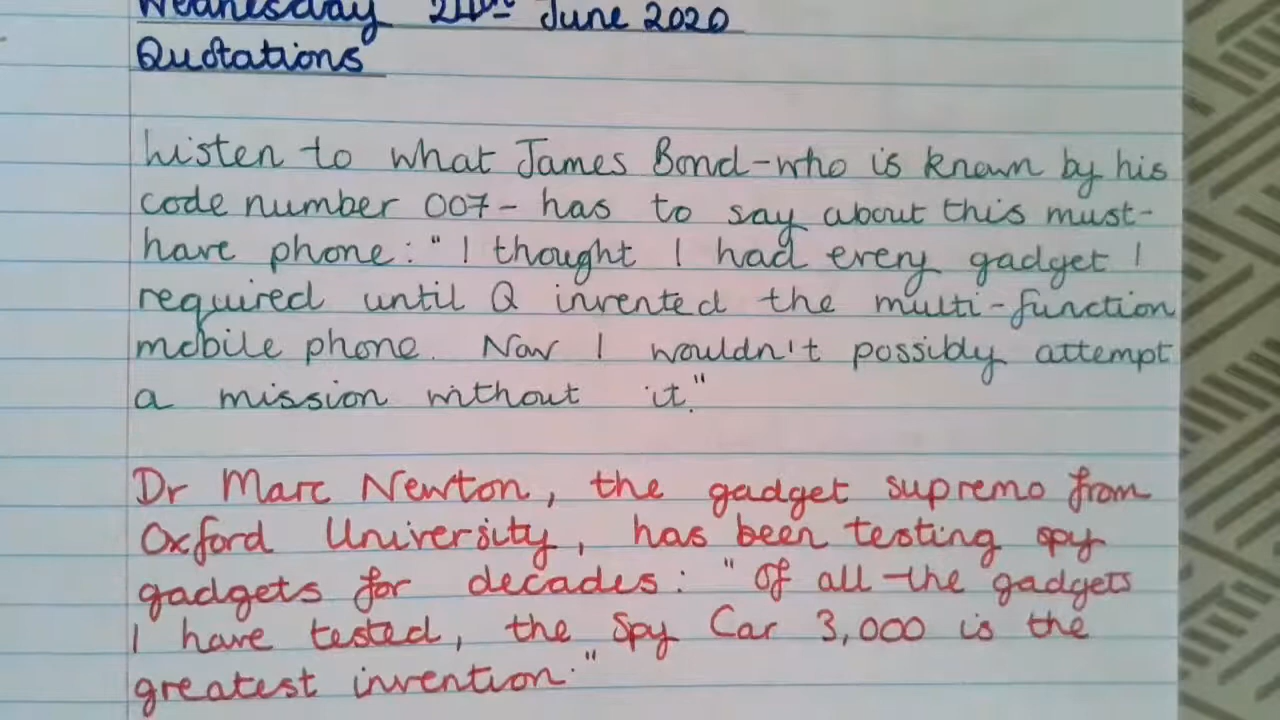 Wednesday 24th June 2020
Quotations
Listen to what James Bond-who is known by his
code number 007- has to say about this must-
have phone: "I thought I had every gadget I
required until Q invented the multi-function
mobile phone. Now I wouldn't possibly attempt
a mission without it."
Dr Marc Newton, the gadget supremo from
Oxford University, has been testing spy
gadgets for decades: "Of all the gadgets
I have tested, the Spy Car 3,000 is the
greatest invention."